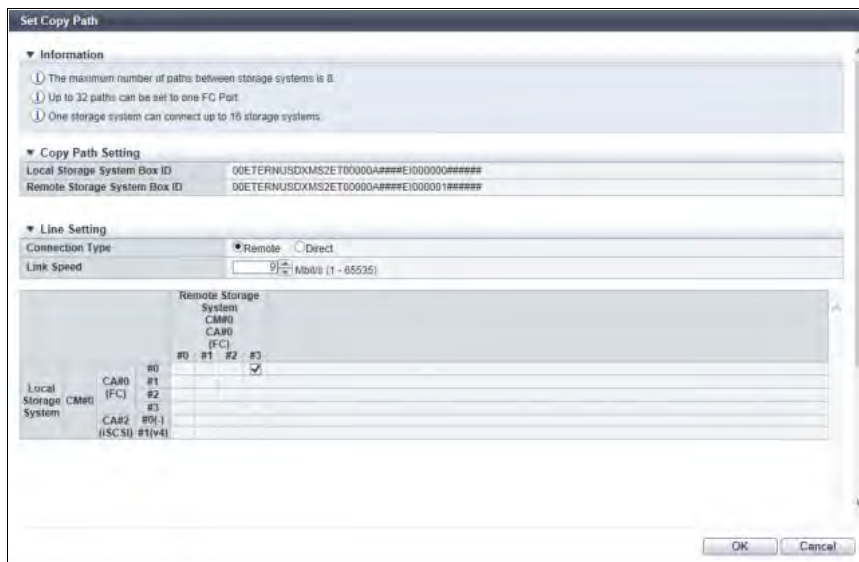 Set Copy Path
Information
The maximum number of paths between storage systems is 8.
Up to 32 paths can be set to one FC Port.
One storage system can connect up to 16 storage systems.
Copy Path Setting
Local Storage System Box ID 00ETERNUSDXMS2ET00000A####EI000000######
Remote Storage System Box ID 00ETERNUSDXMS2ET00000A####EI000001######
Line Setting
Connection Type Remote Direct
Link Speed 9 Mbit/s (1 - 65535)
Remote Storage
System
CM#0
CA#0
(FC)
#0 #1 #2 #3
Local Storage System CM#0 CA#0 (FC) #0
#1
#2
#3
CA#2 (iSCSI) #0(-)
#1(v4)
OK Cancel